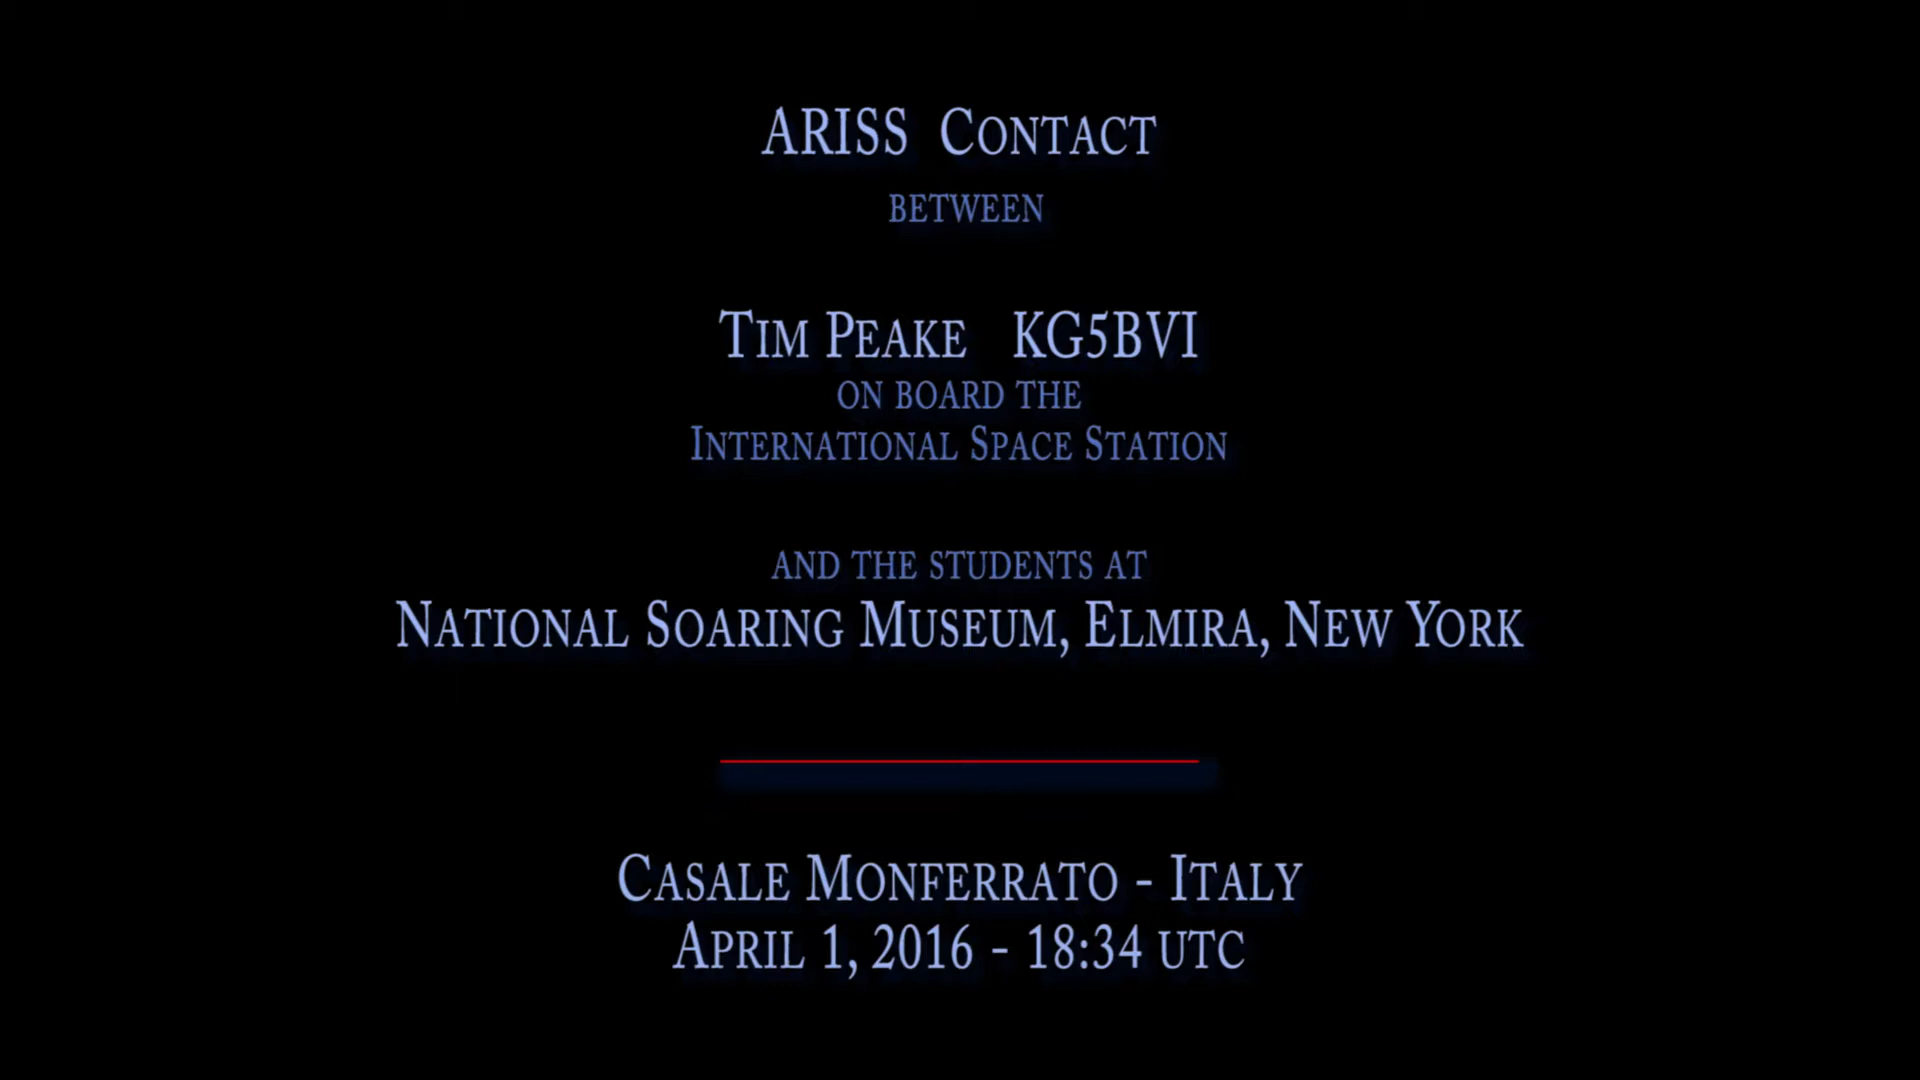 ARISS Contact
between
Tim Peake KG5BVI
on board the
International Space Station
and the students at
National Soaring Museum, Elmira, New York
Casale Monferrato - Italy
April 1, 2016 - 18:34 UTC